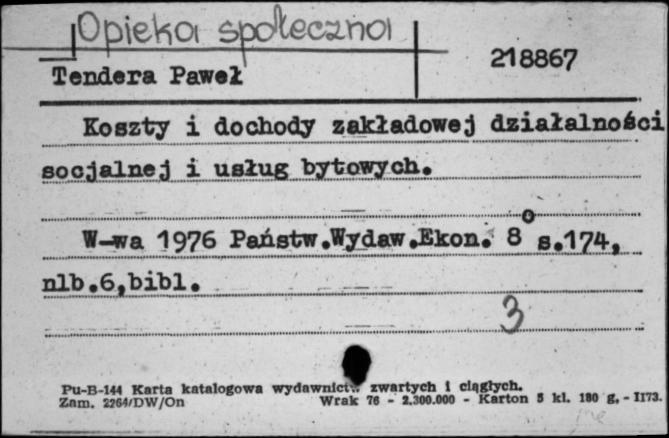 Opieka społeczna
218867
Tendera Paweł
Koszty i dochody zakładowej działalności
socjalnej i usług bytowych.
W-wa 1976 Państw.Wydaw.Ekon. 8° s.174,
nlb.6,bibl.
3
Pu-B-144 Karta katalogowa wydawnictw zwartych i ciągłych.
Zam. 2264/DW/On Wrak 76 - 2.300.000 - Karton 5 kl. 180 g. - II73.